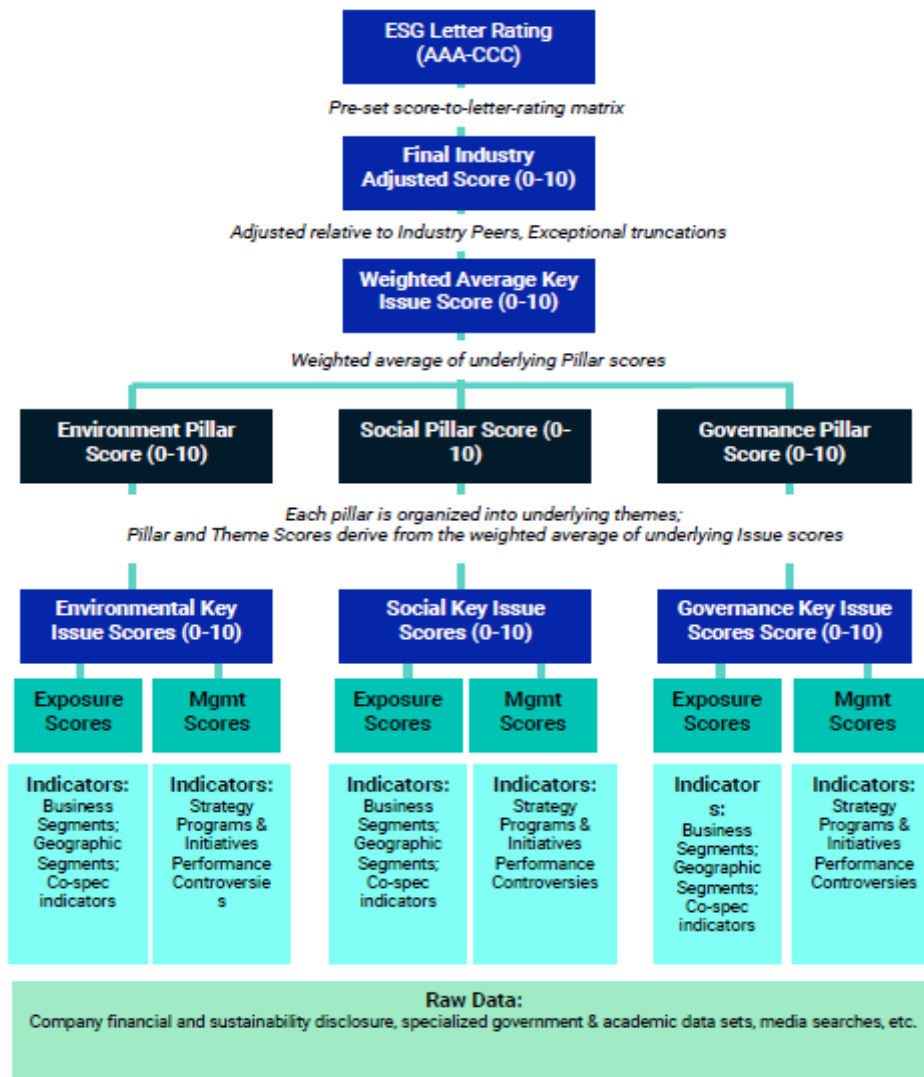 ESG Letter Rating
(AAA-CCC)
Pre-set score-to-letter-rating matrix
Final Industry
Adjusted Score (0-10)
Adjusted relative to Industry Peers, Exceptional truncations
Weighted Average Key
Issue Score (0-10)
Weighted average of underlying Pillar scores
Environment Pillar
Score (0-10)
Social Pillar Score (0-
10)
Governance Pillar
Score (0-10)
Each pillar is organized into underlying themes;
Pillar and Theme Scores derive from the weighted average of underlying Issue scores
Environmental Key
Issue Scores (0-10)
Social Key Issue
Scores (0-10)
Governance Key Issue
Scores Score (0-10)
Exposure
Scores
Mgmt
Scores
Exposure
Scores
Mgmt
Scores
Exposure
Scores
Mgmt
Scores
Indicators:
Business
Segments;
Geographic
Segments;
Co-spec
indicators
Indicators:
Strategy
Programs &
Initiatives
Performance
Controversie
s
Indicators:
Business
Segments;
Geographic
Segments;
Co-spec
indicators
Indicators:
Strategy
Programs &
Initiatives
Performance
Controversies
Indicator
s:
Business
Segments;
Geographic
Segments;
Co-spec
indicators
Indicators:
Strategy
Programs &
Initiatives
Performance
Controversies
Raw Data:
Company financial and sustainability disclosure, specialized government & academic data sets, media searches, etc.